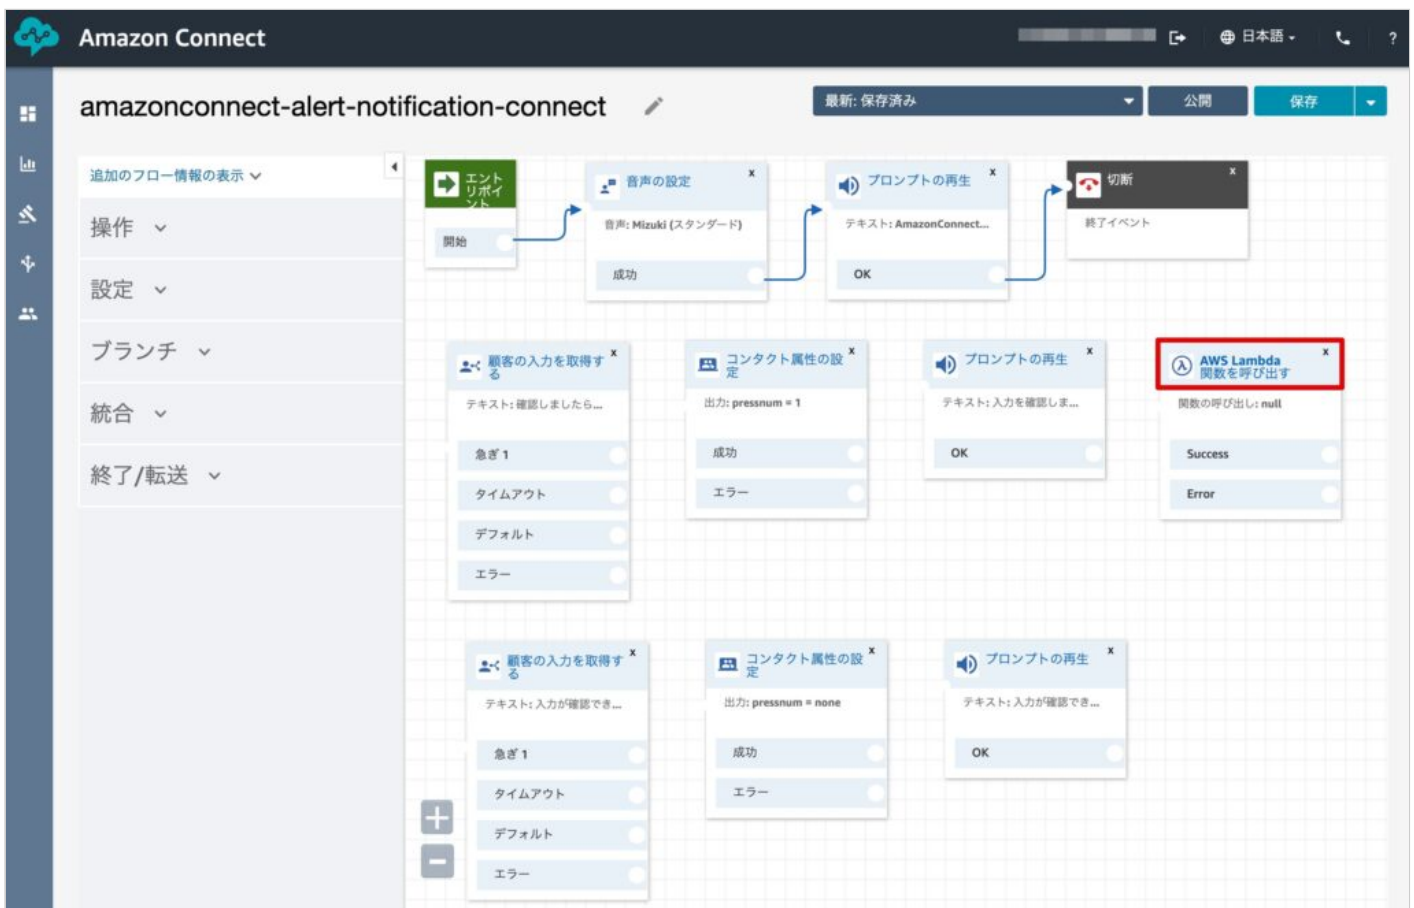 Amazon Connect
日本語
?
amazonconnect-alert-notification-connect
最新: 保存済み
公開
保存
追加のフロー情報の表示
操作
設定
ブランチ
統合
終了/転送
エント
リポイ
ント
開始
音声の設定
x
音声: Mizuki (スタンダード)
成功
プロンプトの再生
x
テキスト: AmazonConnect...
OK
切断
x
終了イベント
顧客の入力を取得す
る
x
テキスト: 確認しましたら...
急ぎ 1
タイムアウト
デフォルト
エラー
コンタクト属性の設
定
x
出力: pressnum = 1
成功
エラー
プロンプトの再生
x
テキスト: 入力を確認しま...
OK
AWS Lambda
関数を呼び出す
x
関数の呼び出し: null
Success
Error
顧客の入力を取得す
る
x
テキスト: 入力が確認でき...
急ぎ 1
タイムアウト
デフォルト
エラー
コンタクト属性の設
定
x
出力: pressnum = none
成功
エラー
プロンプトの再生
x
テキスト: 入力が確認でき...
OK